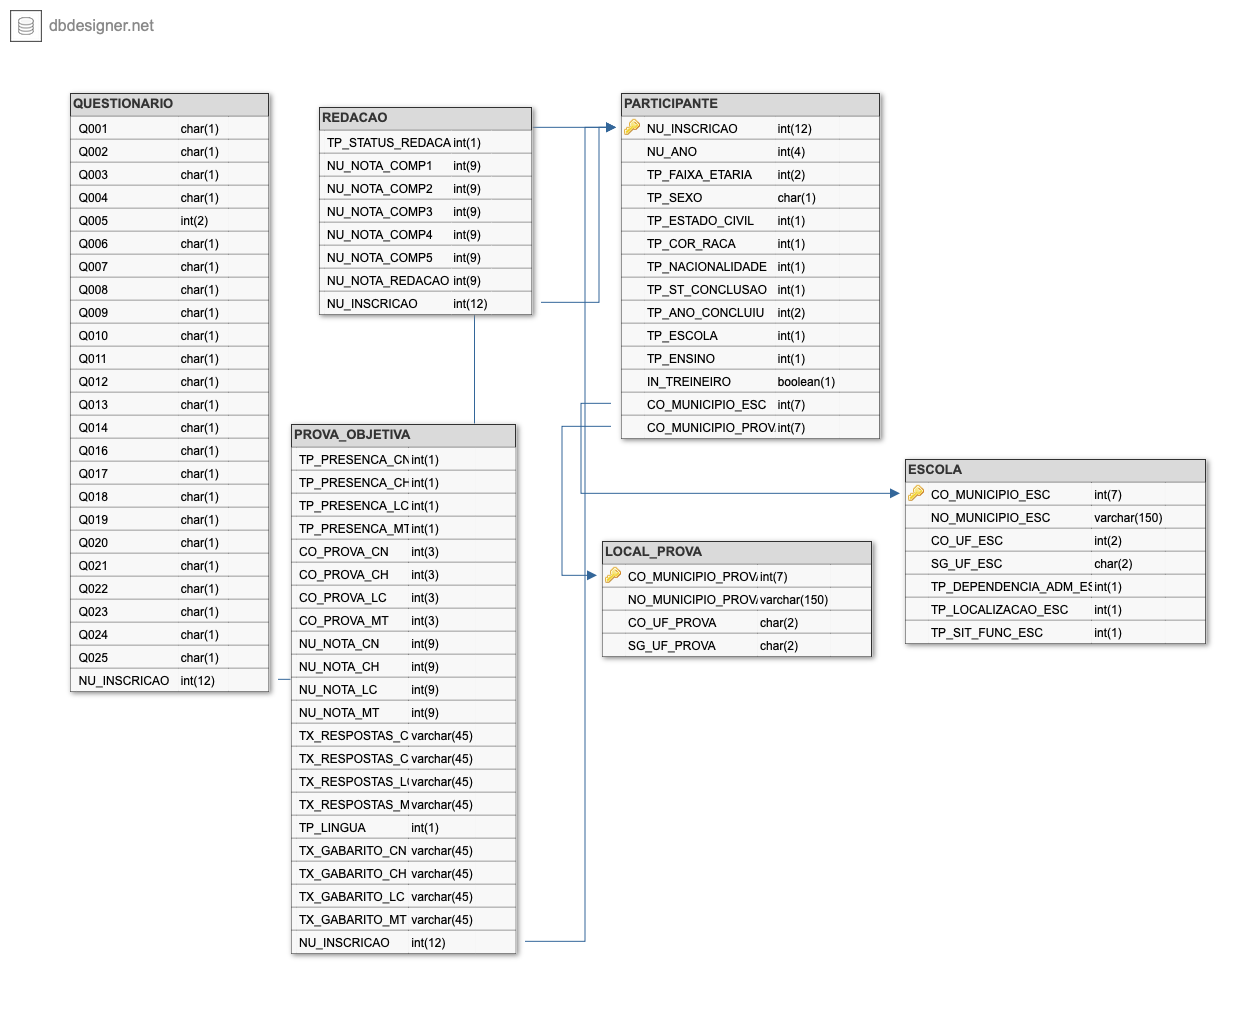 dbdesigner.net
QUESTIONARIO
Q001 char(1)
Q002 char(1)
Q003 char(1)
Q004 char(1)
Q005 int(2)
Q006 char(1)
Q007 char(1)
Q008 char(1)
Q009 char(1)
Q010 char(1)
Q011 char(1)
Q012 char(1)
Q013 char(1)
Q014 char(1)
Q016 char(1)
Q017 char(1)
Q018 char(1)
Q019 char(1)
Q020 char(1)
Q021 char(1)
Q022 char(1)
Q023 char(1)
Q024 char(1)
Q025 char(1)
NU_INSCRICAO int(12)
REDACAO
TP_STATUS_REDACA int(1)
NU_NOTA_COMP1 int(9)
NU_NOTA_COMP2 int(9)
NU_NOTA_COMP3 int(9)
NU_NOTA_COMP4 int(9)
NU_NOTA_COMP5 int(9)
NU_NOTA_REDACAO int(9)
NU_INSCRICAO int(12)
PARTICIPANTE
NU_INSCRICAO int(12)
NU_ANO int(4)
TP_FAIXA_ETARIA int(2)
TP_SEXO char(1)
TP_ESTADO_CIVIL int(1)
TP_COR_RACA int(1)
TP_NACIONALIDADE int(1)
TP_ST_CONCLUSAO int(1)
TP_ANO_CONCLUIU int(2)
TP_ESCOLA int(1)
TP_ENSINO int(1)
IN_TREINEIRO boolean(1)
CO_MUNICIPIO_ESC int(7)
CO_MUNICIPIO_PROV int(7)
PROVA_OBJETIVA
TP_PRESENCA_CN int(1)
TP_PRESENCA_CH int(1)
TP_PRESENCA_LC int(1)
TP_PRESENCA_MT int(1)
CO_PROVA_CN int(3)
CO_PROVA_CH int(3)
CO_PROVA_LC int(3)
CO_PROVA_MT int(3)
NU_NOTA_CN int(9)
NU_NOTA_CH int(9)
NU_NOTA_LC int(9)
NU_NOTA_MT int(9)
TX_RESPOSTAS_C varchar(45)
TX_RESPOSTAS_C varchar(45)
TX_RESPOSTAS_L varchar(45)
TX_RESPOSTAS_M varchar(45)
TP_LINGUA int(1)
TX_GABARITO_CN varchar(45)
TX_GABARITO_CH varchar(45)
TX_GABARITO_LC varchar(45)
TX_GABARITO_MT varchar(45)
NU_INSCRICAO int(12)
LOCAL_PROVA
CO_MUNICIPIO_PROV int(7)
NO_MUNICIPIO_PROV varchar(150)
CO_UF_PROVA char(2)
SG_UF_PROVA char(2)
ESCOLA
CO_MUNICIPIO_ESC int(7)
NO_MUNICIPIO_ESC varchar(150)
CO_UF_ESC int(2)
SG_UF_ESC char(2)
TP_DEPENDENCIA_ADM_ES int(1)
TP_LOCALIZACAO_ESC int(1)
TP_SIT_FUNC_ESC int(1)